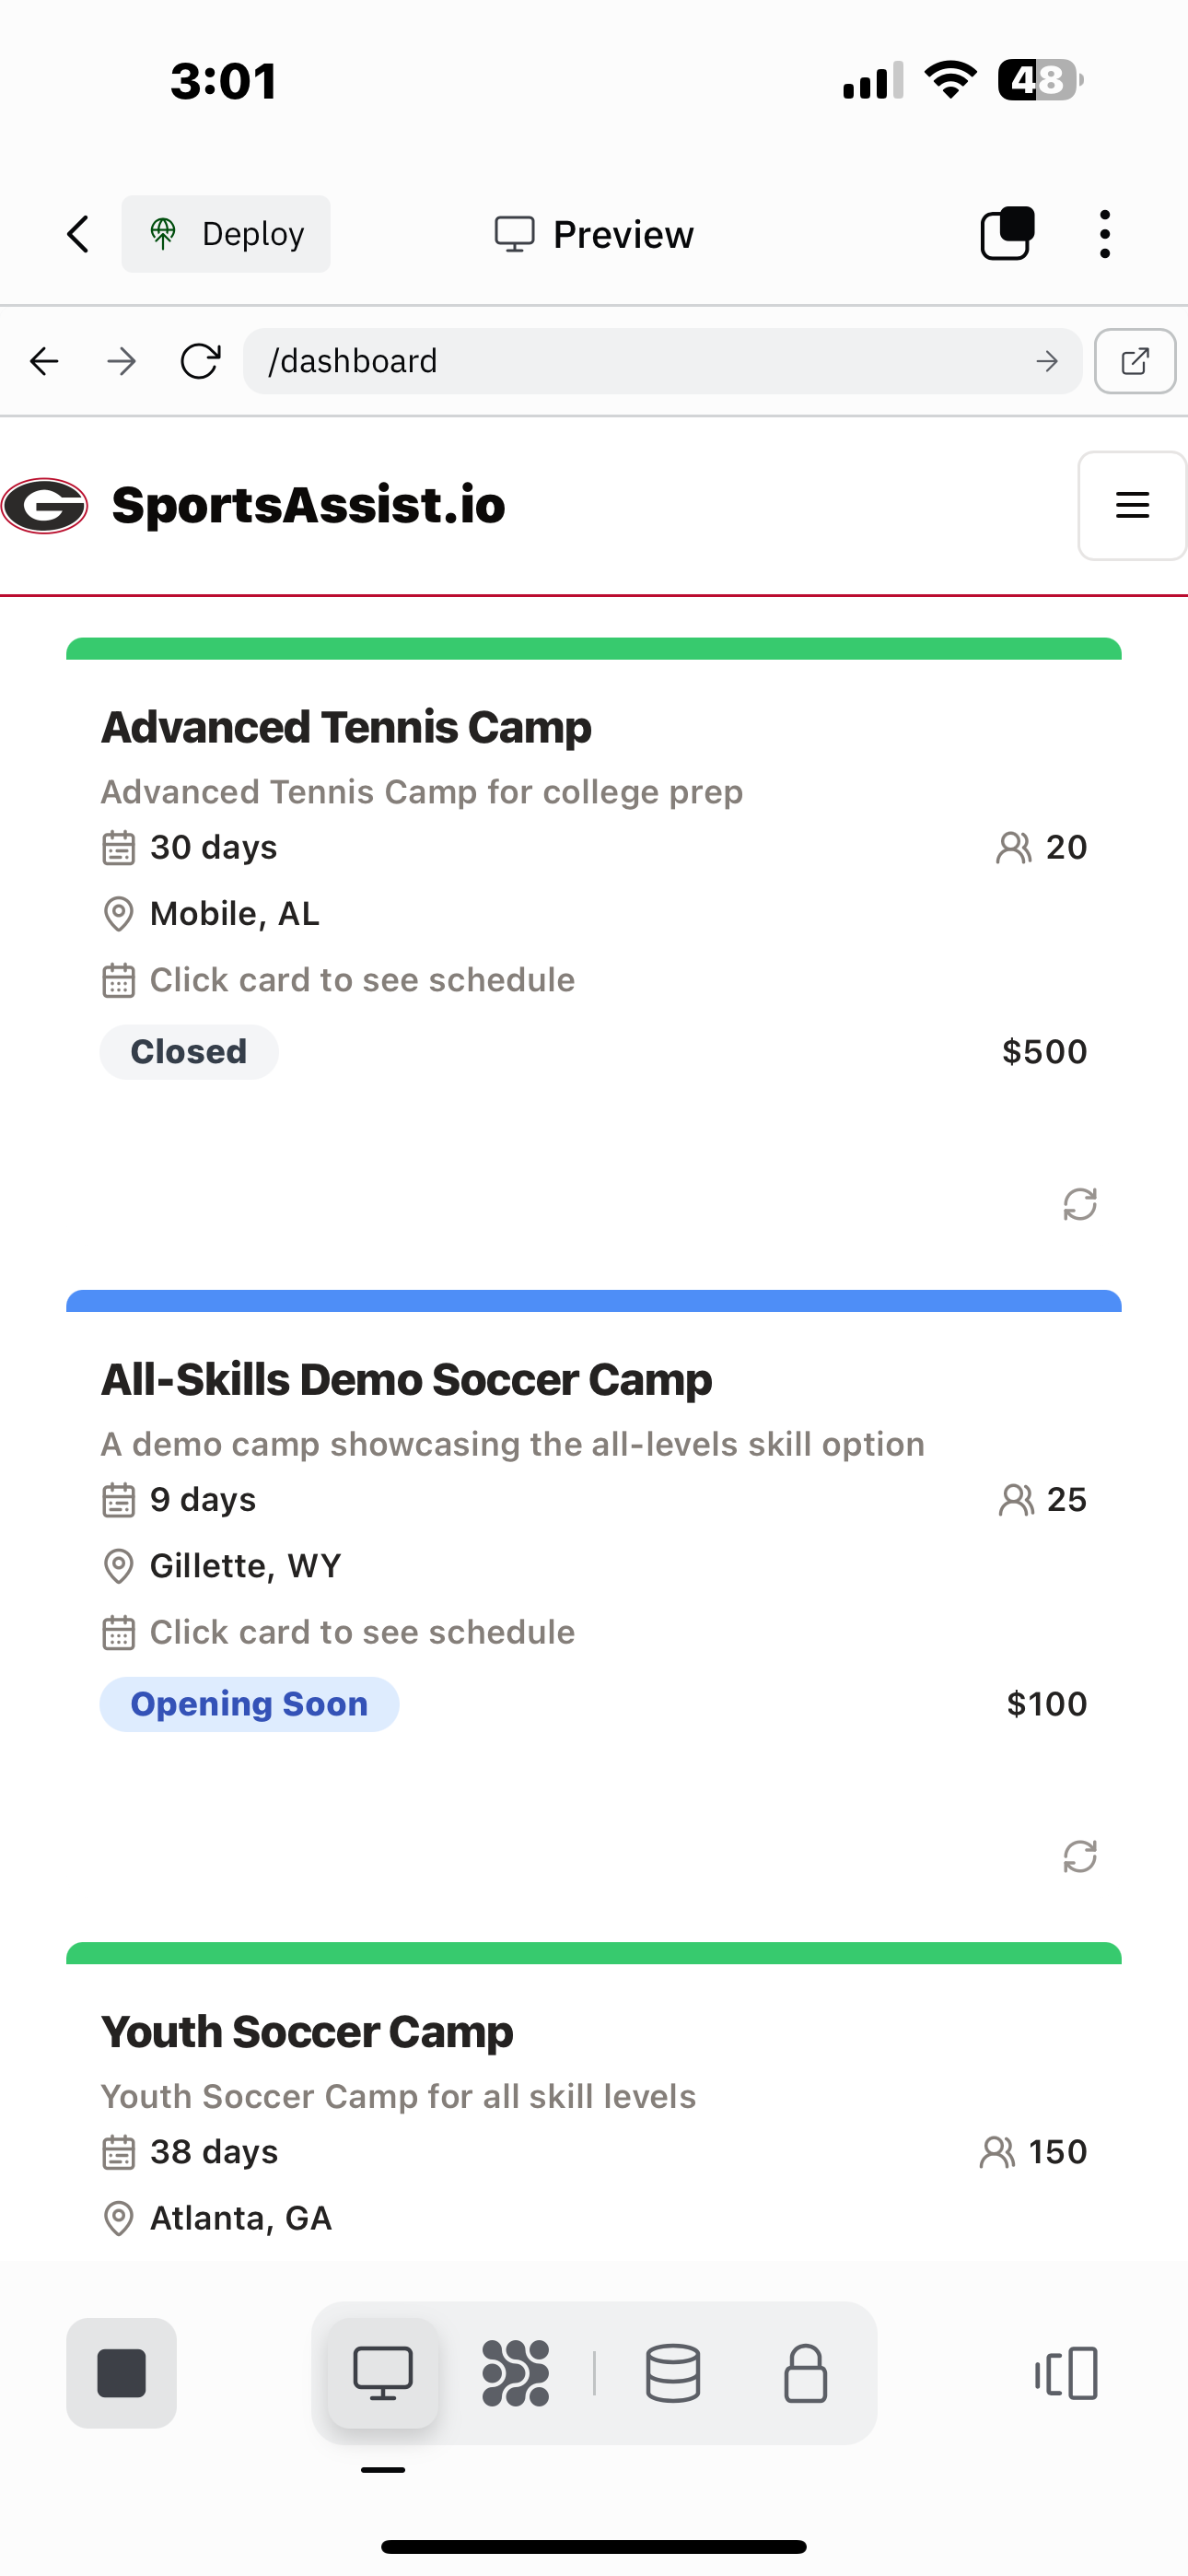 3:01
48
Deploy
Preview
/dashboard
G
SportsAssist.io
Advanced Tennis Camp
Advanced Tennis Camp for college prep
30 days
20
Mobile, AL
Click card to see schedule
Closed
$500
All-Skills Demo Soccer Camp
A demo camp showcasing the all-levels skill option
9 days
25
Gillette, WY
Click card to see schedule
Opening Soon
$100
Youth Soccer Camp
Youth Soccer Camp for all skill levels
38 days
150
Atlanta, GA